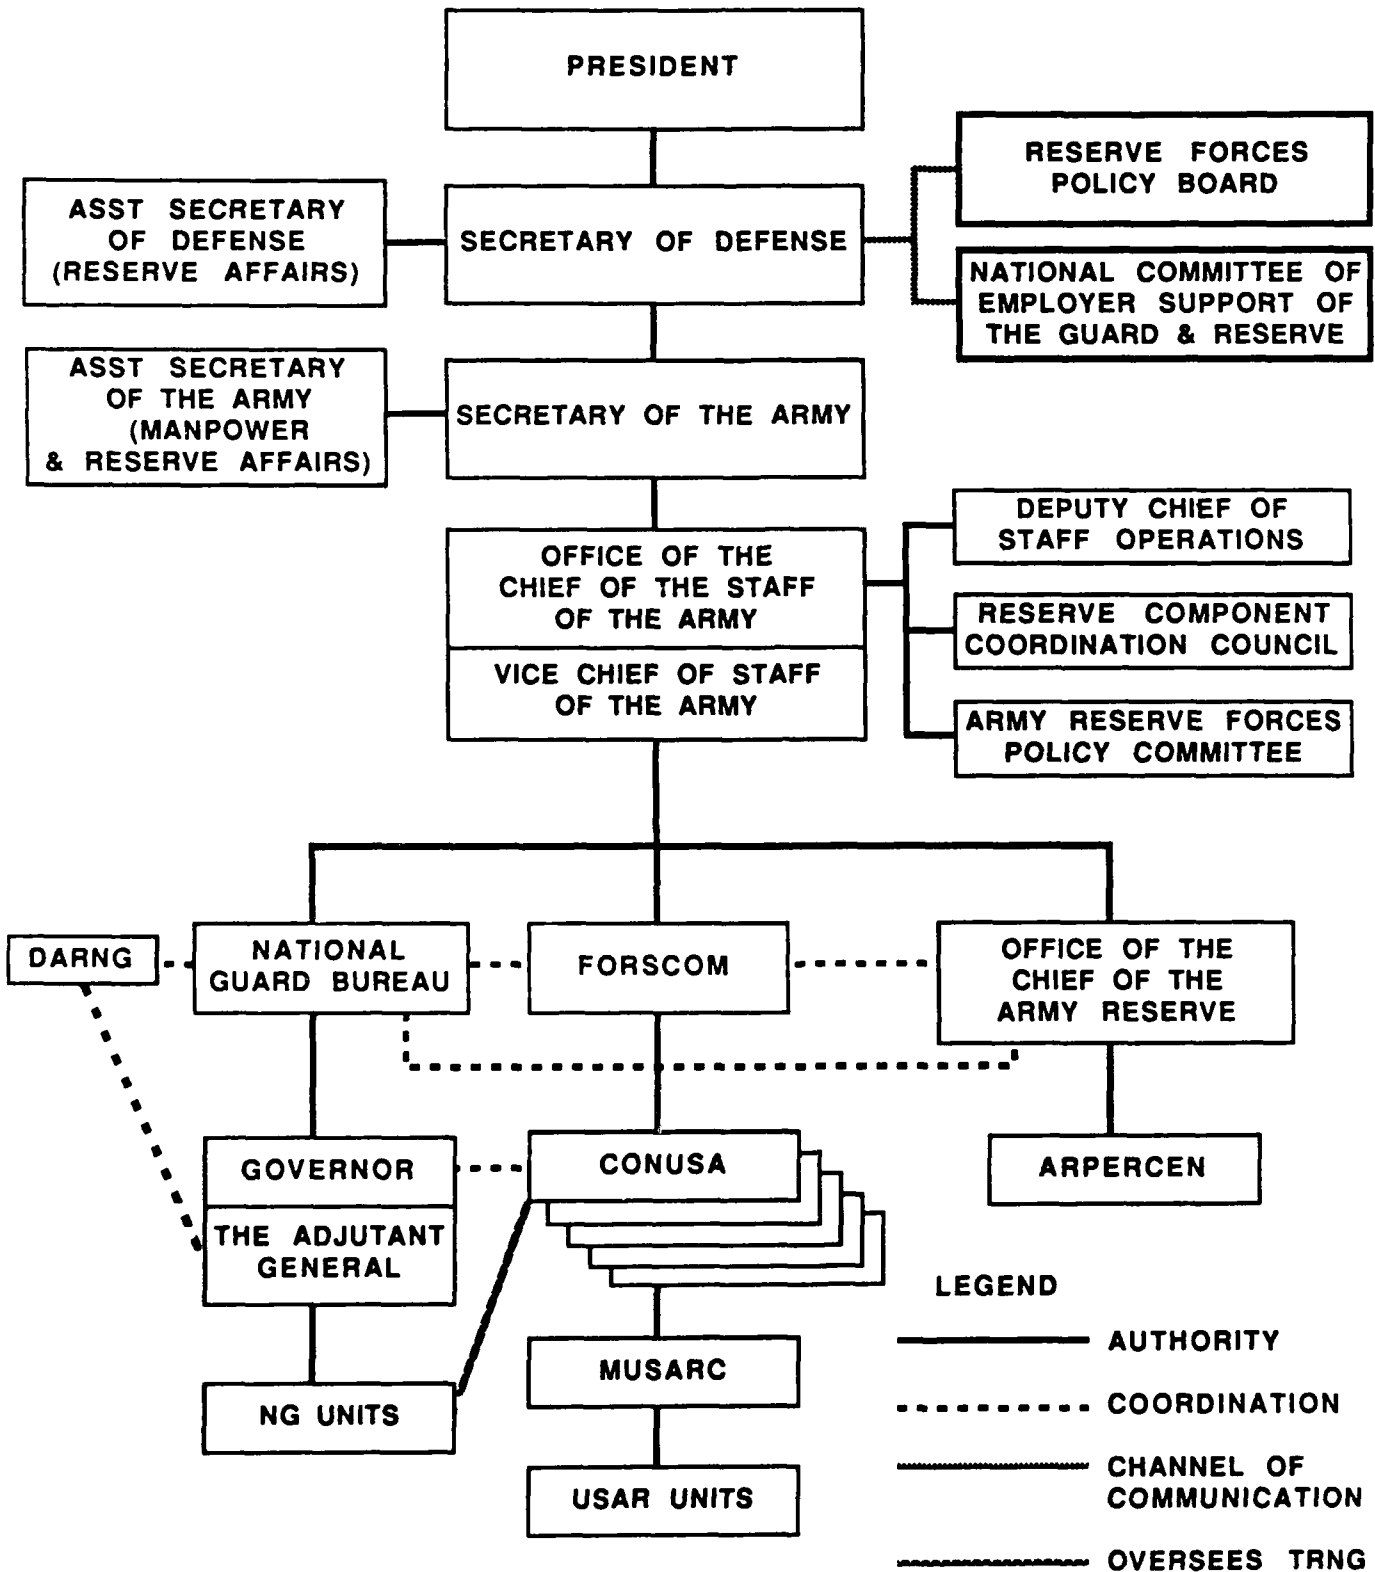 PRESIDENT
RESERVE FORCES
POLICY BOARD
ASST SECRETARY
OF DEFENSE
(RESERVE AFFAIRS)
SECRETARY OF DEFENSE
NATIONAL COMMITTEE OF
EMPLOYER SUPPORT OF
THE GUARD & RESERVE
ASST SECRETARY
OF THE ARMY
(MANPOWER
& RESERVE AFFAIRS)
SECRETARY OF THE ARMY
OFFICE OF THE
CHIEF OF THE STAFF
OF THE ARMY
VICE CHIEF OF STAFF
OF THE ARMY
DEPUTY CHIEF OF
STAFF OPERATIONS
RESERVE COMPONENT
COORDINATION COUNCIL
ARMY RESERVE FORCES
POLICY COMMITTEE
DARNG
NATIONAL
GUARD BUREAU
FORSCOM
OFFICE OF THE
CHIEF OF THE
ARMY RESERVE
GOVERNOR
THE ADJUTANT
GENERAL
CONUSA
ARPERCEN
NG UNITS
MUSARC
USAR UNITS
LEGEND
AUTHORITY
COORDINATION
CHANNEL OF
COMMUNICATION
OVERSEES TRNG